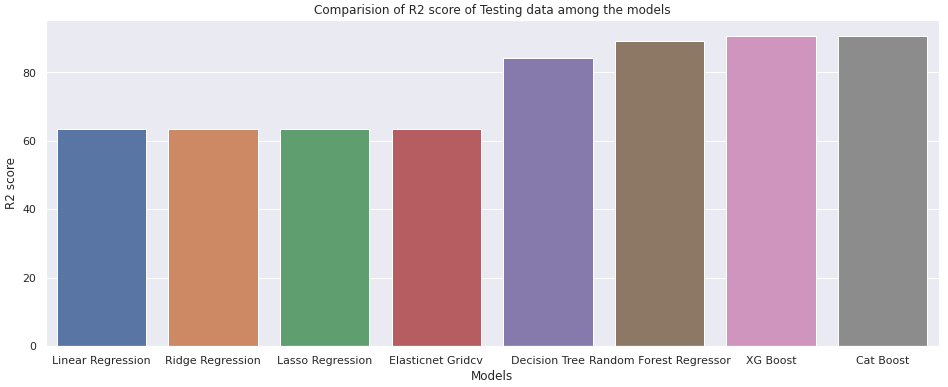 Comparision of R2 score of Testing data among the models
R2 score
80
60
40
20
0
Linear Regression Ridge Regression Lasso Regression Elasticnet Gridcv Decision Tree Random Forest Regressor XG Boost Cat Boost
Models